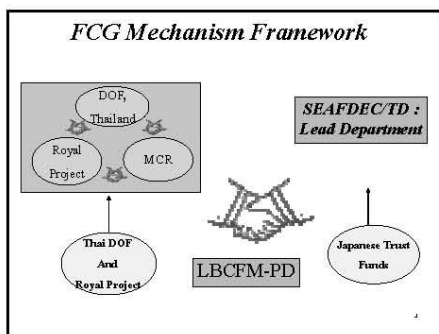 FCG Mechanism Framework
DOF,
Thailand
Royal
Project
MCR
SEAFDEC/TD :
Lead Department
Thai DOF
And
Royal Project
LBCFM-PD
Japanese Trust
Funds